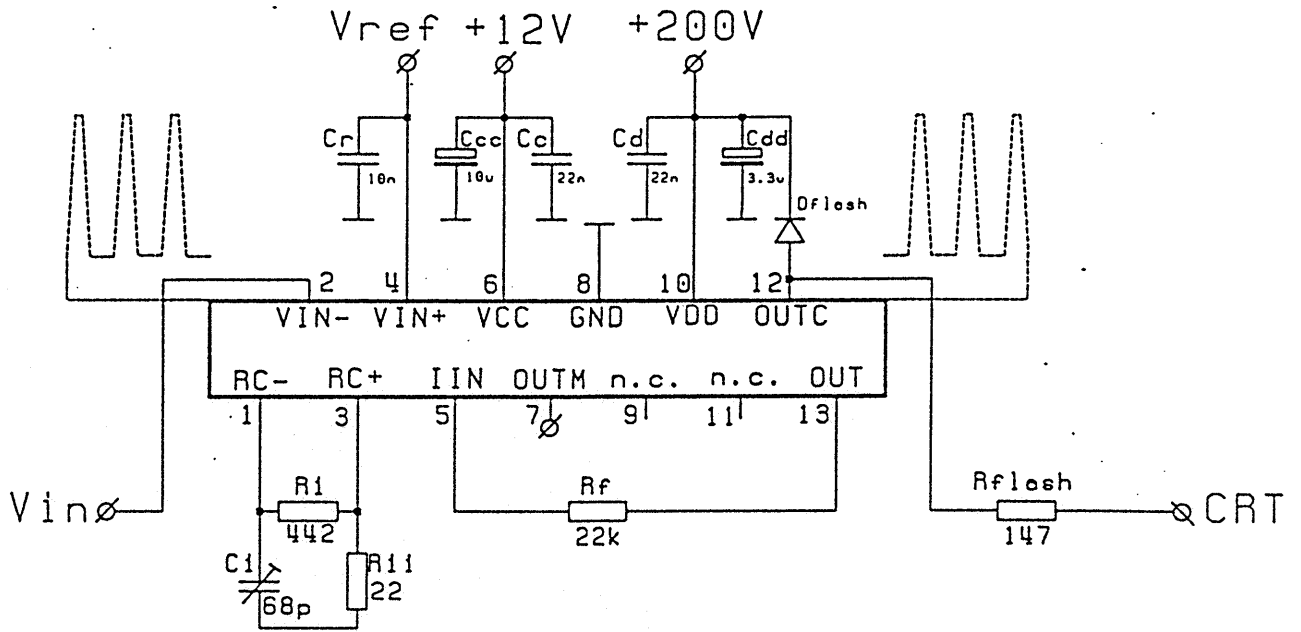 Vref +12V +200V
Cr Ccc Cc Cd Cdd
10n 10u 22n 22n 3.3u
Dflash
2 4 6 8 10 12
VIN- VIN+ VCC GND VDD OUTC
RC- RC+ IIN OUTM n.c. n.c. OUT
1 3 5 7 9 11 13
Vin R1 Rf Rflash CRT
442 22k 147
C1 R11
68p 22